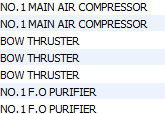 NO.1 MAIN AIR COMPRESSOR
NO.1 MAIN AIR COMPRESSOR
BOW THRUSTER
BOW THRUSTER
BOW THRUSTER
NO.1 F.O PURIFIER
NO.1 F.O PURIFIER